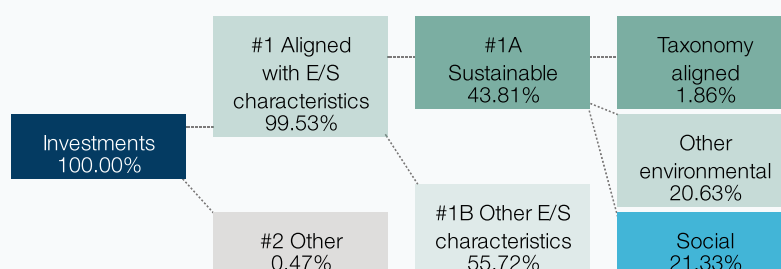 Investments
100.00%
#1 Aligned
with E/S
characteristics
99.53%
#2 Other
0.47%
#1A
Sustainable
43.81%
#1B Other E/S
characteristics
55.72%
Taxonomy
aligned
1.86%
Other
environmental
20.63%
Social
21.33%